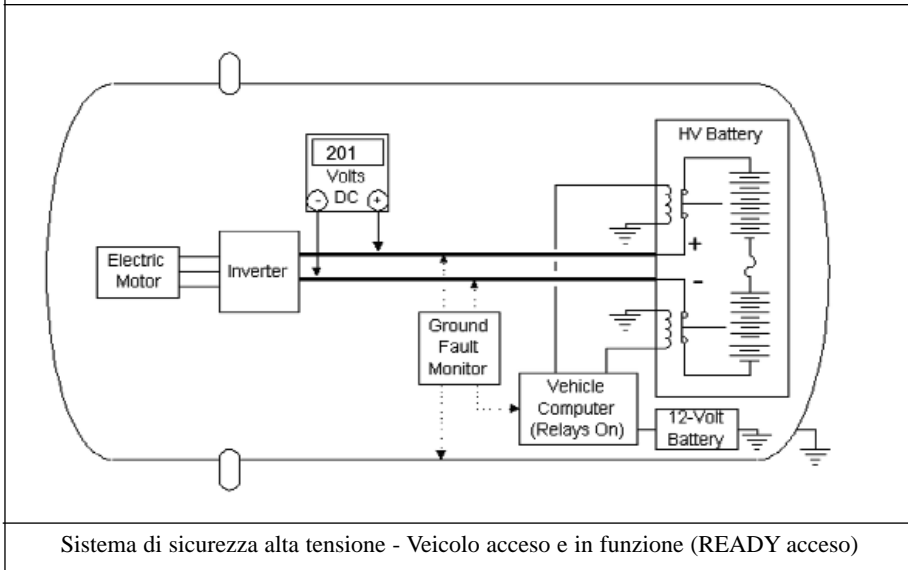 HV Battery
201
Volts
- DC +
Electric
Motor
Inverter
+
-
Ground
Fault
Monitor
Vehicle
Computer
(Relays On)
12-Volt
Battery
Sistema di sicurezza alta tensione - Veicolo acceso e in funzione (READY acceso)